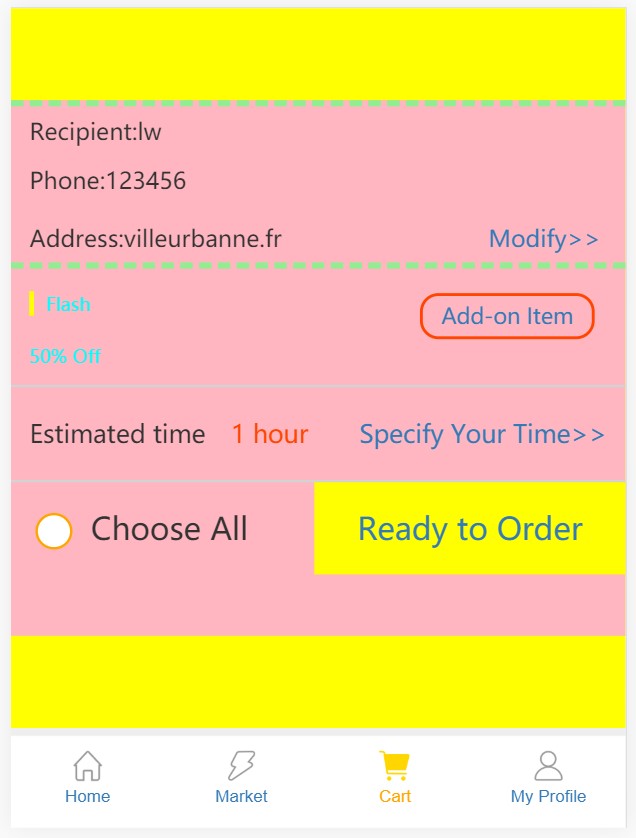 Recipient:lw
Phone:123456
Address:villeurbanne.fr Modify>>
Flash
Add-on Item
50% Off
Estimated time 1 hour Specify Your Time>>
Choose All Ready to Order
Home Market Cart My Profile